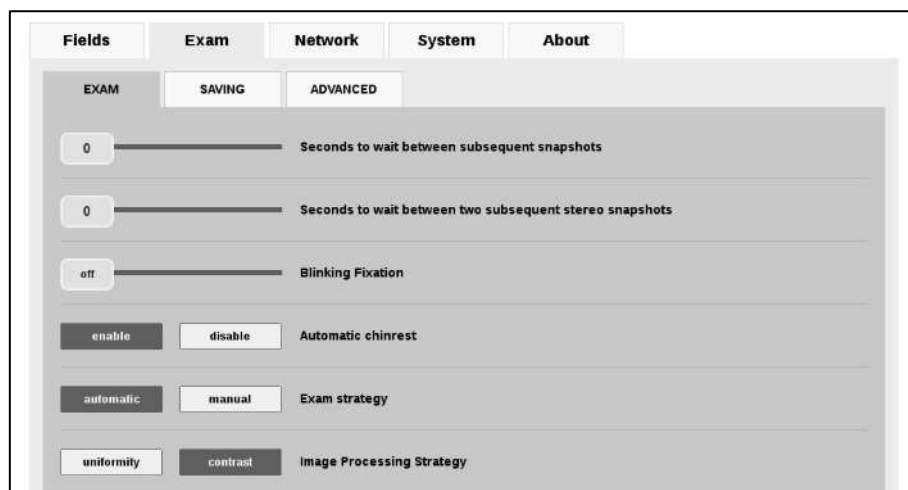 Fields Exam Network System About
EXAM SAVING ADVANCED
0 Seconds to wait between subsequent snapshots
0 Seconds to wait between two subsequent stereo snapshots
off Blinking Fixation
enable disable Automatic chinrest
automatic manual Exam strategy
uniformity contrast Image Processing Strategy